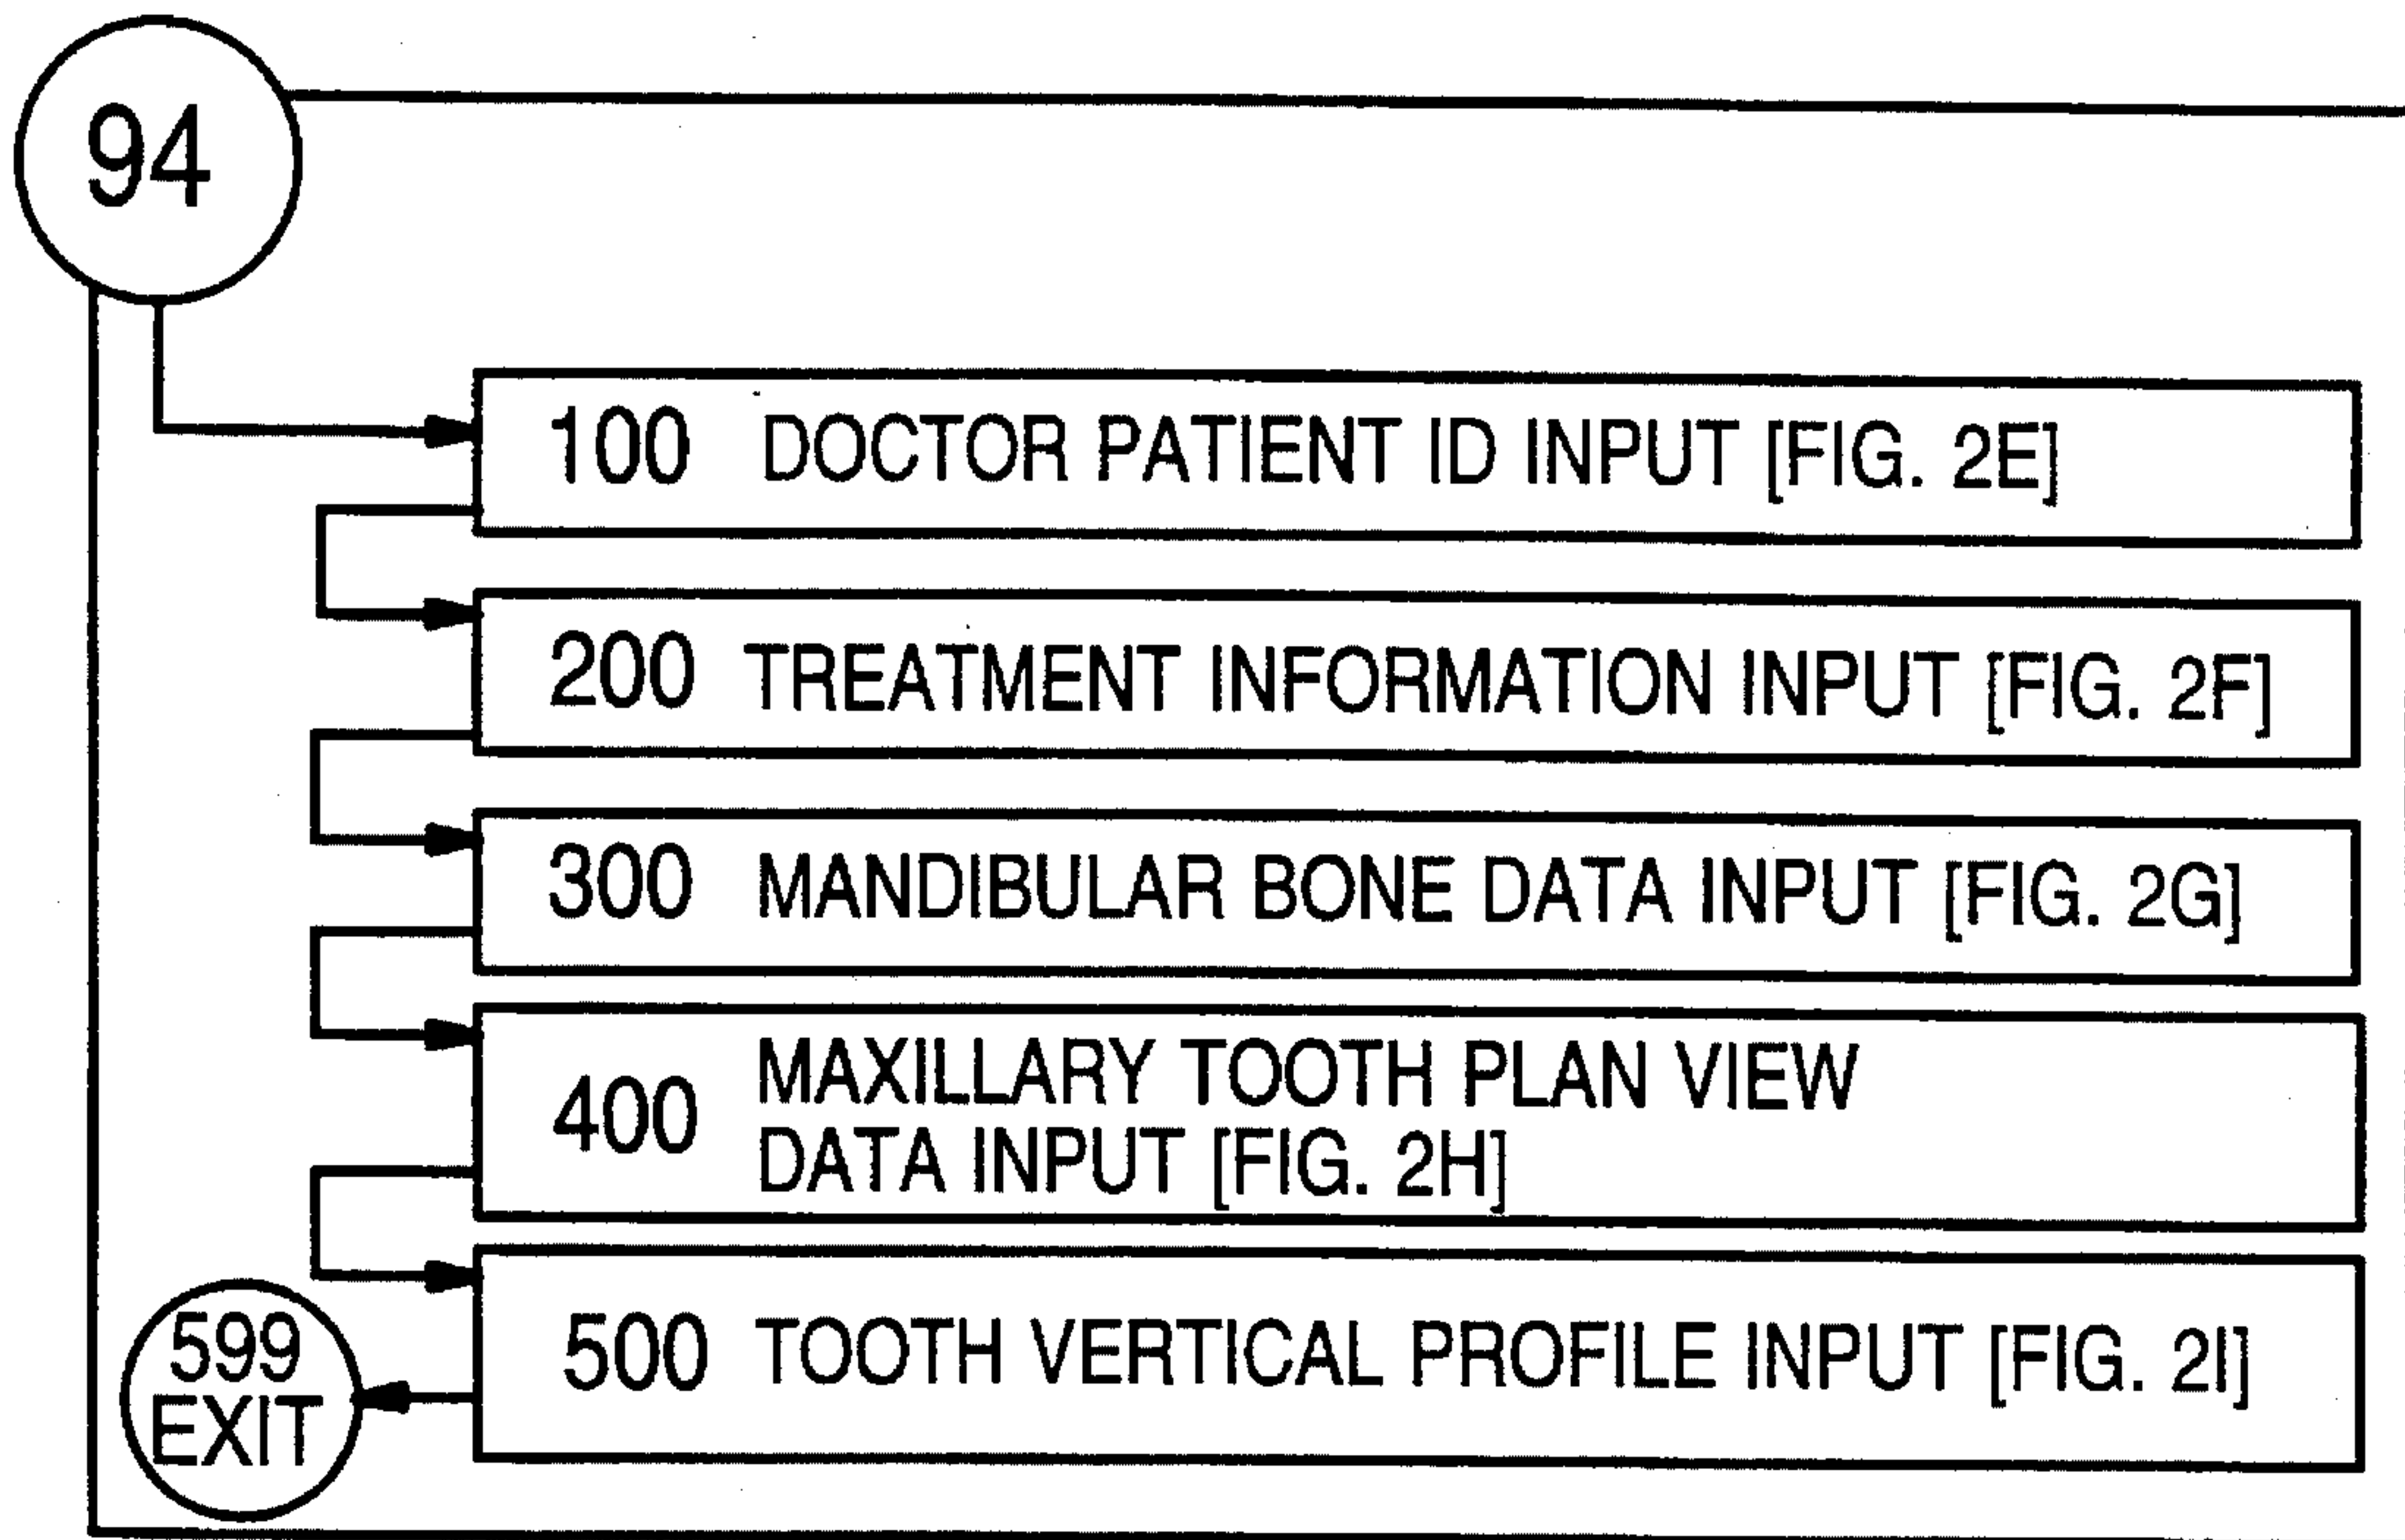 94
100 DOCTOR PATIENT ID INPUT [FIG. 2E]
200 TREATMENT INFORMATION INPUT [FIG. 2F]
300 MANDIBULAR BONE DATA INPUT [FIG. 2G]
400 MAXILLARY TOOTH PLAN VIEW
DATA INPUT [FIG. 2H]
500 TOOTH VERTICAL PROFILE INPUT [FIG. 2I]
599
EXIT